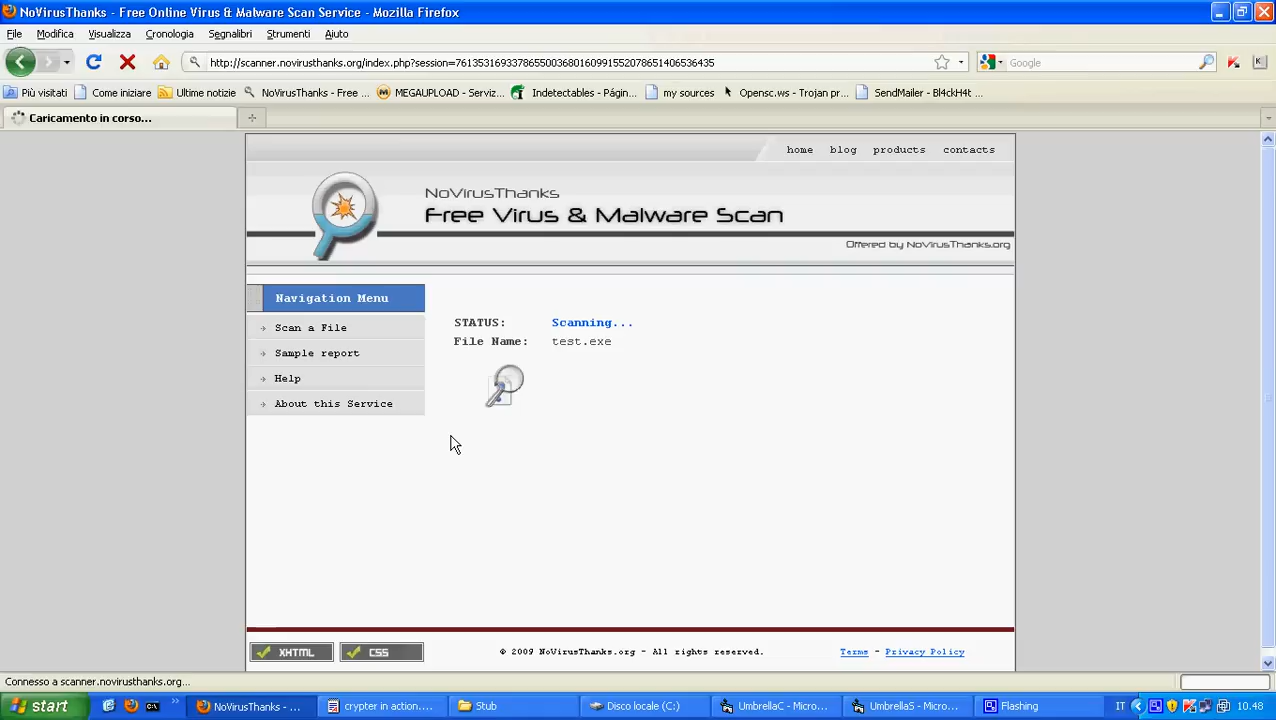 NoVirusThanks - Free Online Virus & Malware Scan Service - Mozilla Firefox
File Modifica Visualizza Cronologia Segnalibri Strumenti Aiuto
http://scanner.novirusthanks.org/index.php?session=7613531693378655003680160991552078651406536435
Google
K
Più visitati Come iniziare Ultime notizie NoVirusThanks - Free ... MEGAUPLOAD - Serviz... Indetectables - Págin... my sources Opensc.ws - Trojan pr... SendMailer - Bl4ckH4t ...
Caricamento in corso...
home blog products contacts
NoVirusThanks
Free Virus & Malware Scan
Offered by NoVirusThanks.org
Navigation Menu
Scan a File
Sample report
Help
About this Service
STATUS: Scanning...
File Name: test.exe
XHTML CSS © 2009 NoVirusThanks.org - All rights reserved. Terms - Privacy Policy
Connesso a scanner.novirusthanks.org...
start NoVirusThanks - ... crypter in action.... Stub Disco locale (C:) UmbrellaC - Micro... UmbrellaS - Micros... Flashing IT 10.48